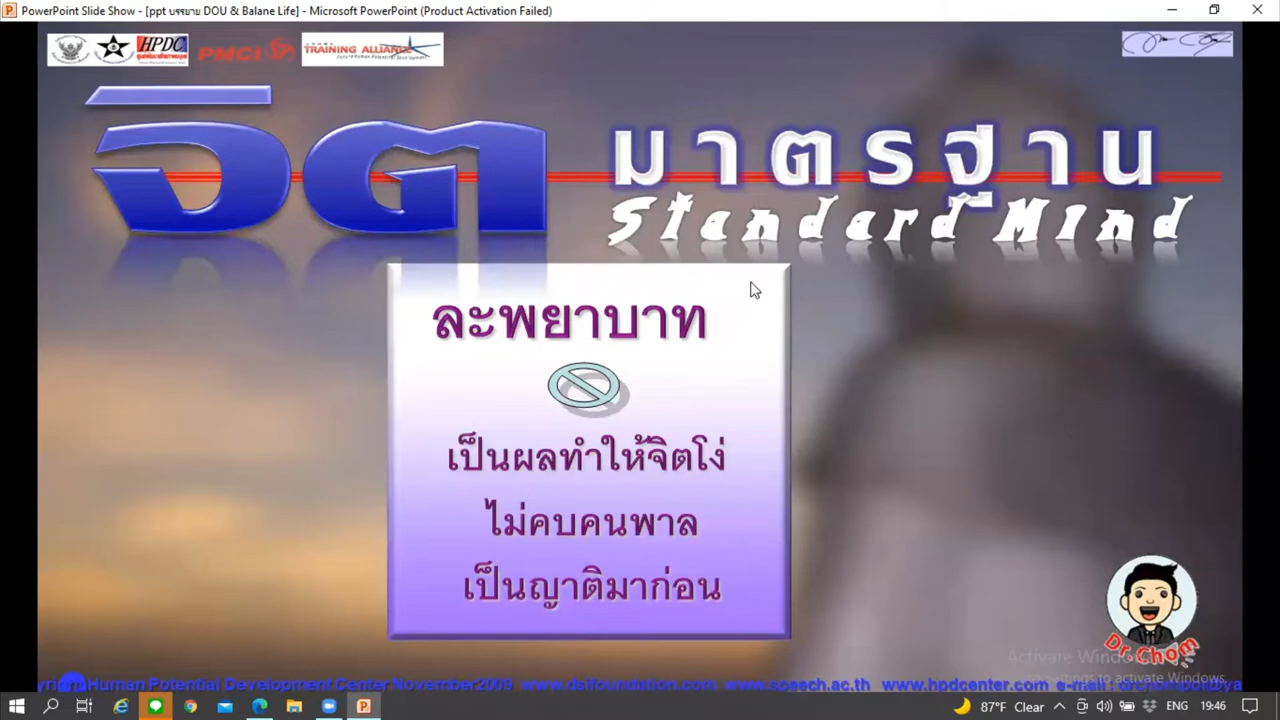 PowerPoint Slide Show - [ppt บรรยาย DOU & Balane Life] - Microsoft PowerPoint (Product Activation Failed)
HPDC PMCI TRAINING ALLIANCE
จิต มาตรฐาน
Standard Mind
ละพยาบาท
เป็นผลทำให้จิตโง่
ไม่คบคนพาล
เป็นญาติมาก่อน
Dr.Chom
Activate Windows
Human Potential Development Center November2009 www.dsifoundation.com www.speech.ac.th www.hpdcenter.com e-mail : drchompot@ya
87°F Clear ENG 19:46